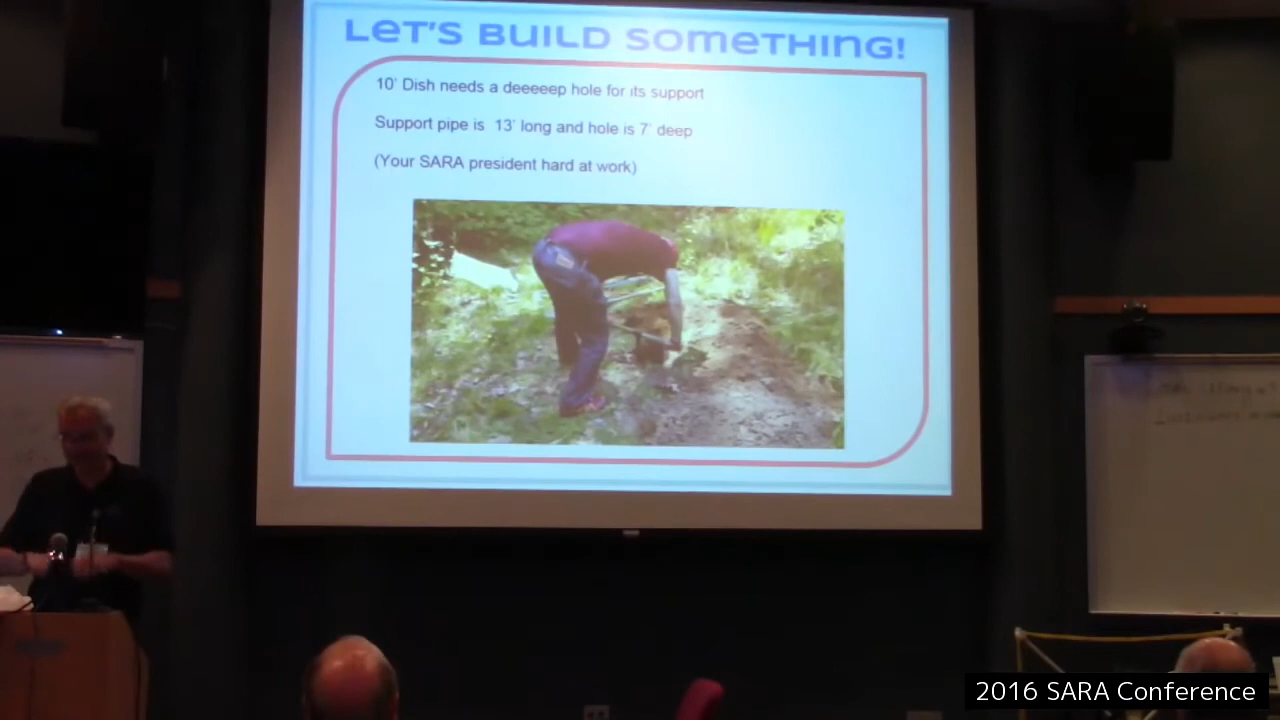 LET'S BUILD SOMETHING!
10' Dish needs a deeeeep hole for its support
Support pipe is 13' long and hole is 7' deep
(Your SARA president hard at work)
2016 SARA Conference